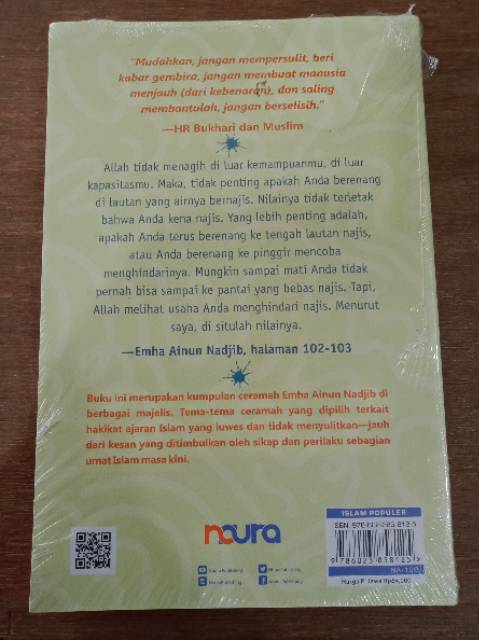 "Mudahkan, jangan mempersulit, beri
kabar gembira, jangan membuat manusia
menjauh (dari kebenaran), dan saling
membantulah, jangan berselisih."
—HR Bukhari dan Muslim
Allah tidak menagih di luar kemampuanmu, di luar
kapasitasmu. Maka, tidak penting apakah Anda berenang
di lautan yang airnya bernajis. Nilainya tidak terletak
bahwa Anda kena najis. Yang lebih penting adalah,
apakah Anda terus berenang ke tengah lautan najis,
atau Anda berenang ke pinggir mencoba
menghindarinya. Mungkin sampai mati Anda tidak
pernah bisa sampai ke pantai yang bebas najis. Tapi,
Allah melihat usaha Anda menghindari najis. Menurut
saya, di situlah nilainya.
—Emha Ainun Nadjib, halaman 102-103
Buku ini merupakan kumpulan ceramah Emha Ainun Nadjib di
berbagai majelis. Tema-tema ceramah yang dipilih terkait
hakikat ajaran Islam yang luwes dan tidak menyulitkan—jauh
dari kesan yang ditimbulkan oleh sikap dan perilaku sebagian
umat Islam masa kini.
noura
ISLAM POPULER